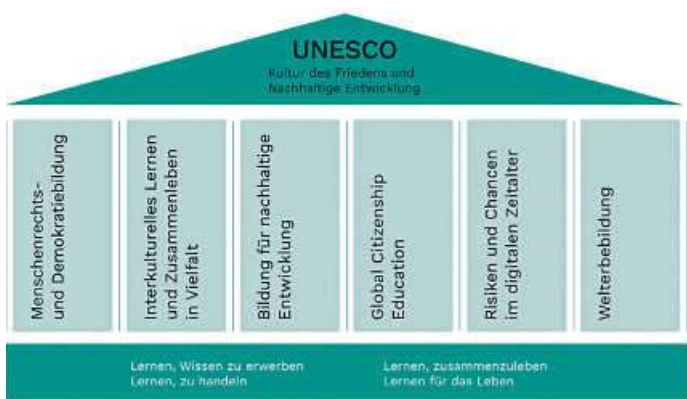 UNESCO
Kultur des Friedens und
Nachhaltige Entwicklung
Menschenrechts-
und Demokratiebildung
Interkulturelles Lernen
und Zusammenleben
in Vielfalt
Bildung für nachhaltige
Entwicklung
Global Citizenship
Education
Risiken und Chancen
im digitalen Zeitalter
Welterbebildung
Lernen, Wissen zu erwerben
Lernen, zu handeln
Lernen, zusammenzuleben
Lernen für das Leben